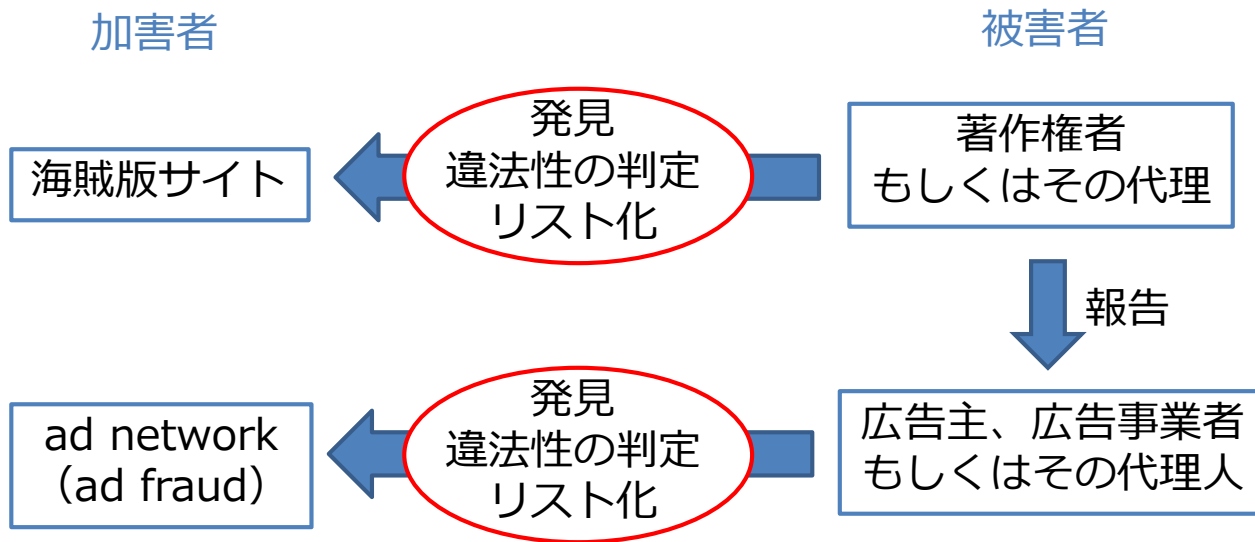 加害者
被害者
海賊版サイト
発見
違法性の判定
リスト化
著作権者
もしくはその代理
報告
ad network
（ad fraud）
発見
違法性の判定
リスト化
広告主、広告事業者
もしくはその代理人